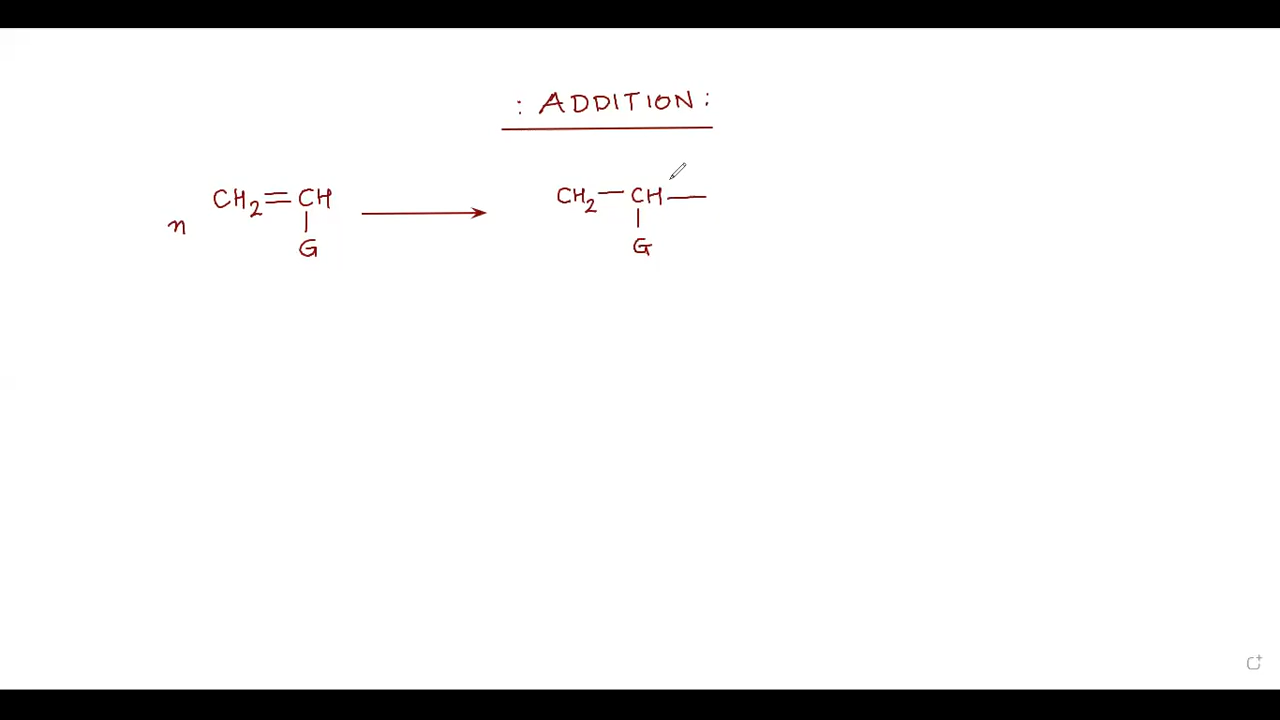 : ADDITION :
n CH2=CH ⟶ CH2—CH—
G G